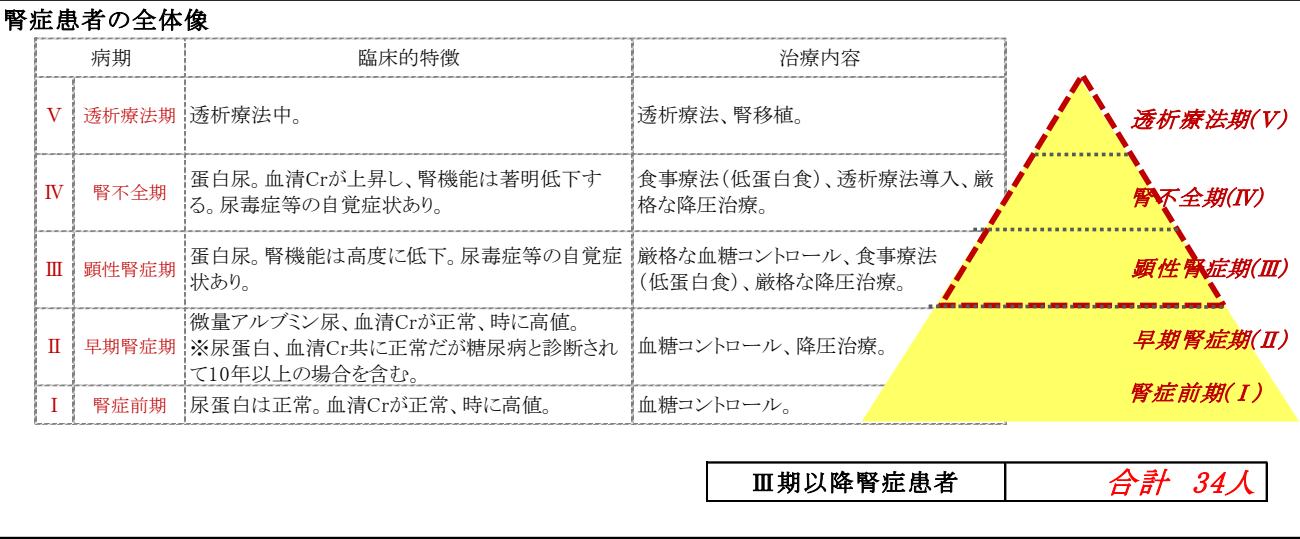 腎症患者の全体像
病期 臨床的特徴 治療内容
Ⅴ 透析療法期 透析療法中。 透析療法、腎移植。
Ⅳ 腎不全期
蛋白尿。血清Crが上昇し、腎機能は著明低下す
る。尿毒症等の自覚症状あり。
食事療法（低蛋白食）、透析療法導入、厳
格な降圧治療。
Ⅲ 顕性腎症期
蛋白尿。腎機能は高度に低下。尿毒症等の自覚症
状あり。
厳格な血糖コントロール、食事療法
（低蛋白食）、厳格な降圧治療。
Ⅱ 早期腎症期
微量アルブミン尿、血清Crが正常、時に高値。
※尿蛋白、血清Cr共に正常だが糖尿病と診断され
て10年以上の場合を含む。
血糖コントロール、降圧治療。
Ⅰ 腎症前期 尿蛋白は正常。血清Crが正常、時に高値。 血糖コントロール。
透析療法期(Ⅴ)
腎不全期(Ⅳ)
顕性腎症期(Ⅲ)
早期腎症期(Ⅱ)
腎症前期(Ⅰ)
Ⅲ期以降腎症患者 合計 34人